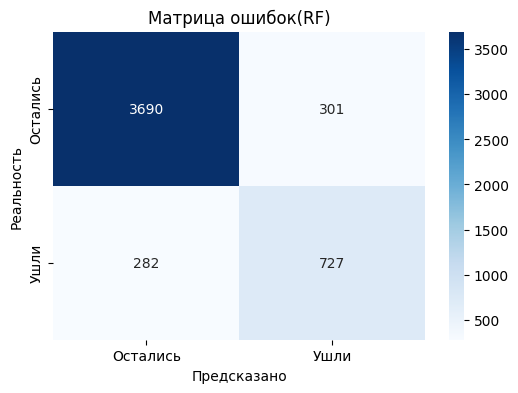 Матрица ошибок(RF)
Реальность
Остались
Ушли
3690
301
282
727
Остались
Ушли
Предсказано
3500
3000
2500
2000
1500
1000
500